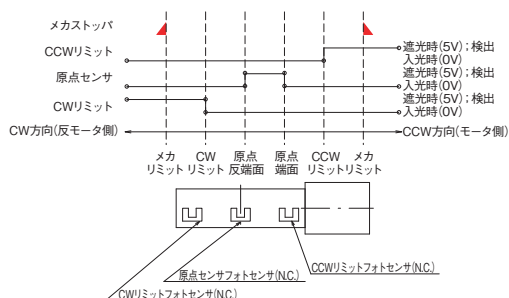 メカストッパ
CCWリミット
遮光時(5V);検出
入光時(0V)
原点センサ
遮光時(5V);検出
入光時(0V)
CWリミット
遮光時(5V);検出
入光時(0V)
CW方向(反モータ側)
CCW方向(モータ側)
メカ
リミット
CW
リミット
原点
反端面
原点
端面
CCW
リミット
メカ
リミット
CCWリミットフォトセンサ(N.C.)
原点センサフォトセンサ(N.C.)
CWリミットフォトセンサ(N.C.)